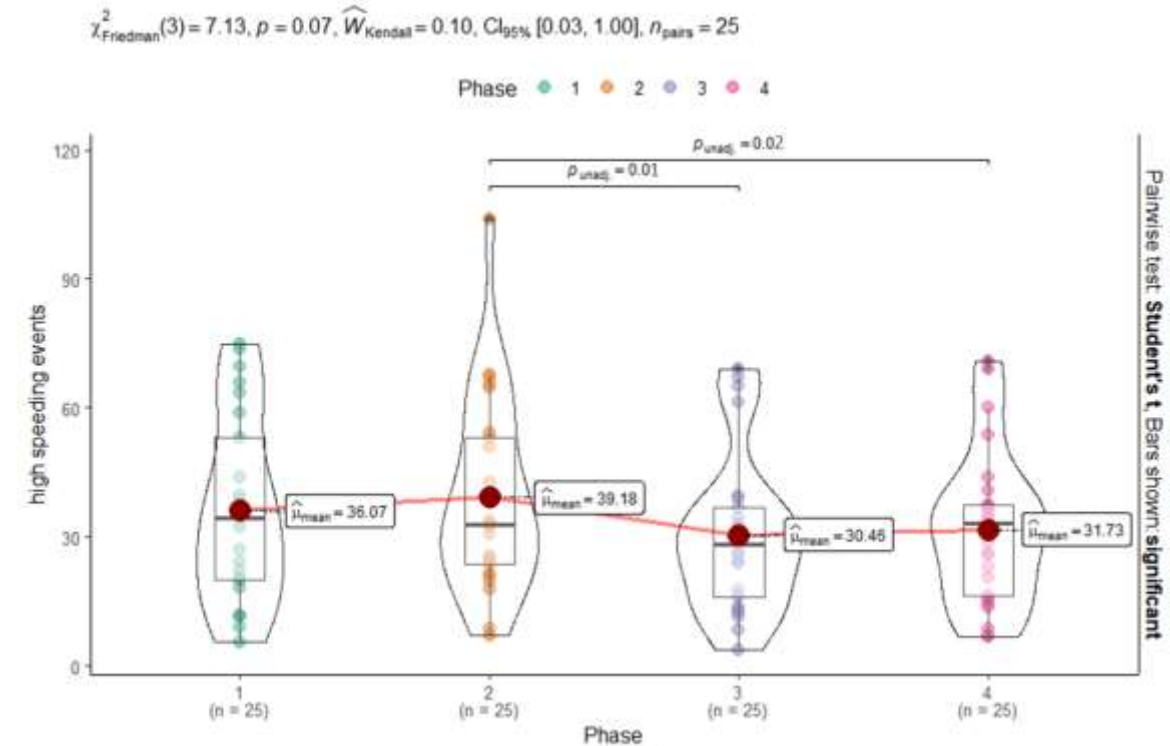 χ²Friedman(3) = 7.13, p = 0.07, ŴKendall = 0.10, CI95% [0.03, 1.00], npairs = 25
Phase 1 2 3 4
punadj. = 0.02
punadj. = 0.01
120
90
60
30
0
high speeding events
μ̂mean = 36.07
μ̂mean = 39.18
μ̂mean = 30.46
μ̂mean = 31.73
Pairwise test: Student's t, Bars shown: significant
1 2 3 4
(n = 25) (n = 25) (n = 25) (n = 25)
Phase